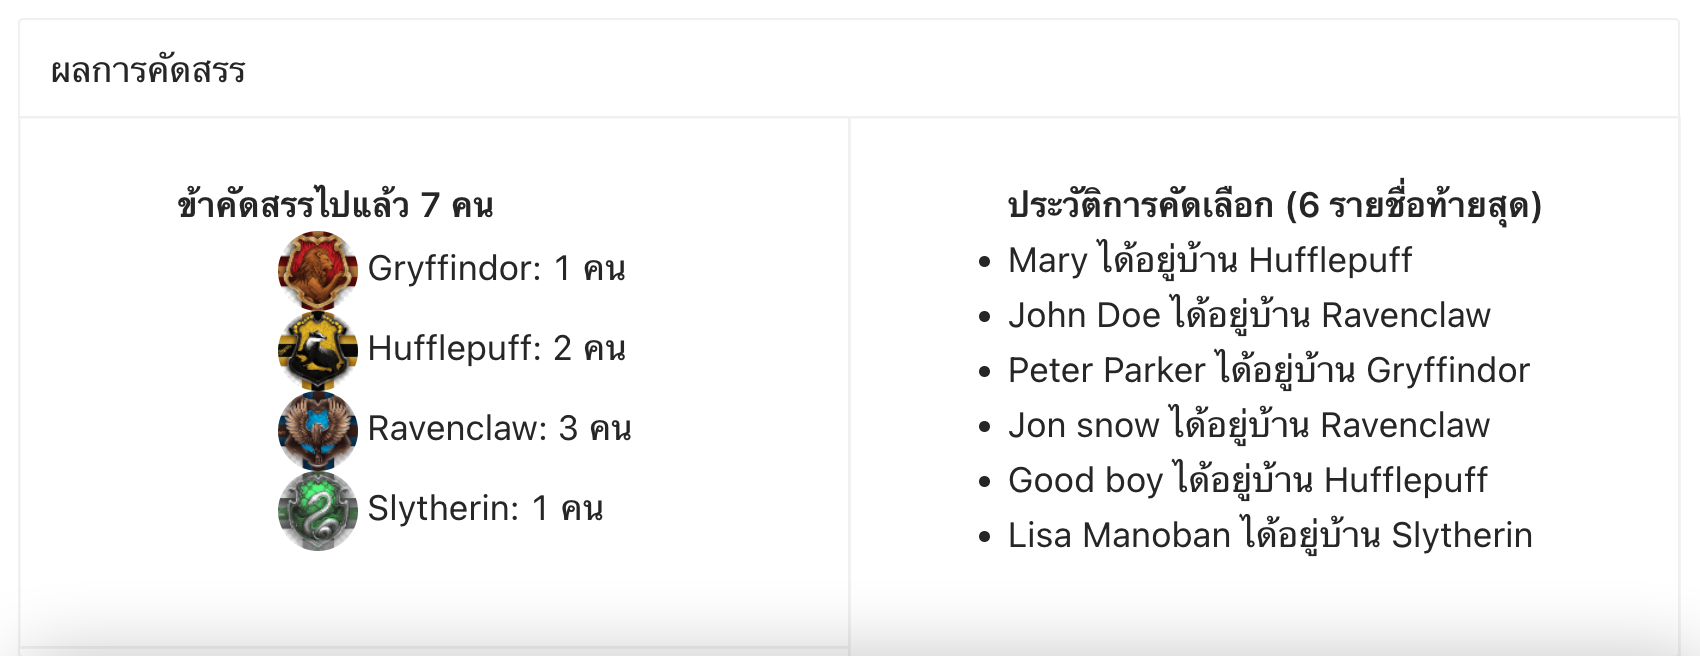 ผลการคัดสรร
ข้าคัดสรรไปแล้ว 7 คน
Gryffindor: 1 คน
Hufflepuff: 2 คน
Ravenclaw: 3 คน
Slytherin: 1 คน
ประวัติการคัดเลือก (6 รายชื่อท้ายสุด)
• Mary ได้อยู่บ้าน Hufflepuff
• John Doe ได้อยู่บ้าน Ravenclaw
• Peter Parker ได้อยู่บ้าน Gryffindor
• Jon snow ได้อยู่บ้าน Ravenclaw
• Good boy ได้อยู่บ้าน Hufflepuff
• Lisa Manoban ได้อยู่บ้าน Slytherin